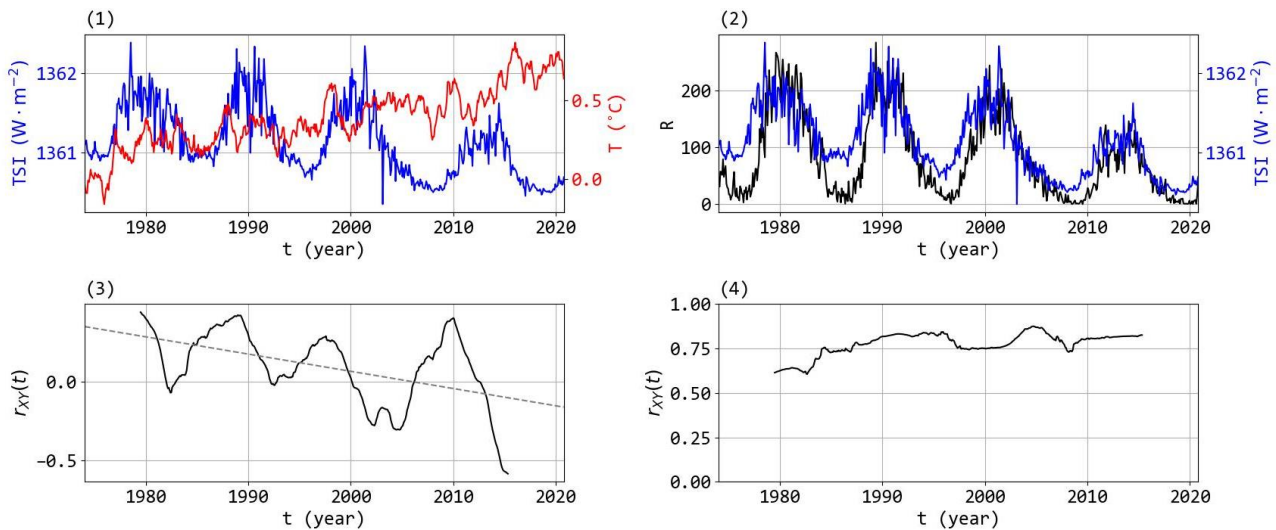 (1)
TSI (W · m⁻²)
1362
1361
0.5
0.0
T (°C)
1980 1990 2000 2010 2020
t (year)
(2)
R
200
100
0
1362
1361
TSI (W · m⁻²)
1980 1990 2000 2010 2020
t (year)
(3)
r_XY(t)
0.0
−0.5
1980 1990 2000 2010 2020
t (year)
(4)
r_XY(t)
1.00
0.75
0.50
0.25
0.00
1980 1990 2000 2010 2020
t (year)